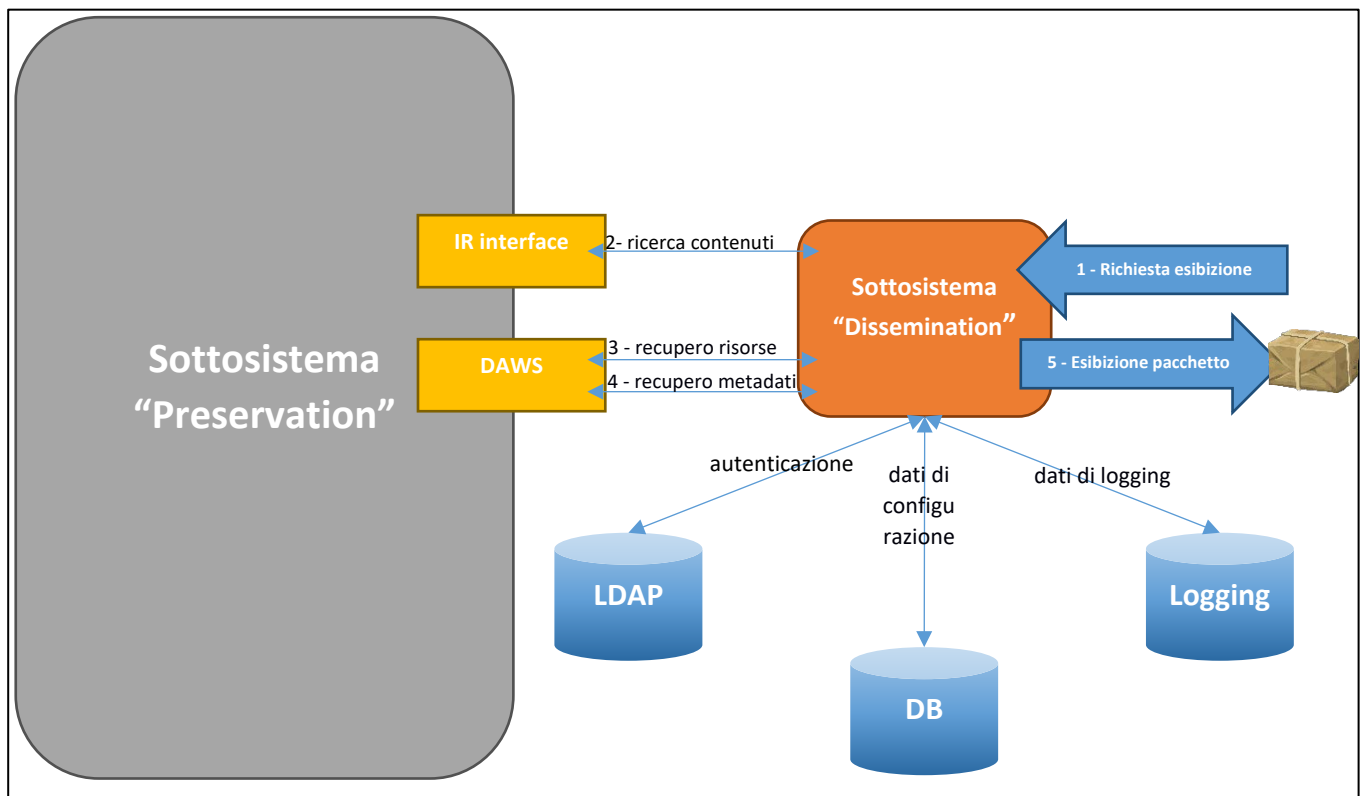 Sottosistema
“Preservation”
IR interface
DAWS
2- ricerca contenuti
3 - recupero risorse
4 - recupero metadati
Sottosistema
“Dissemination”
1 - Richiesta esibizione
5 - Esibizione pacchetto
autenticazione
dati di
configu
razione
dati di logging
LDAP
DB
Logging